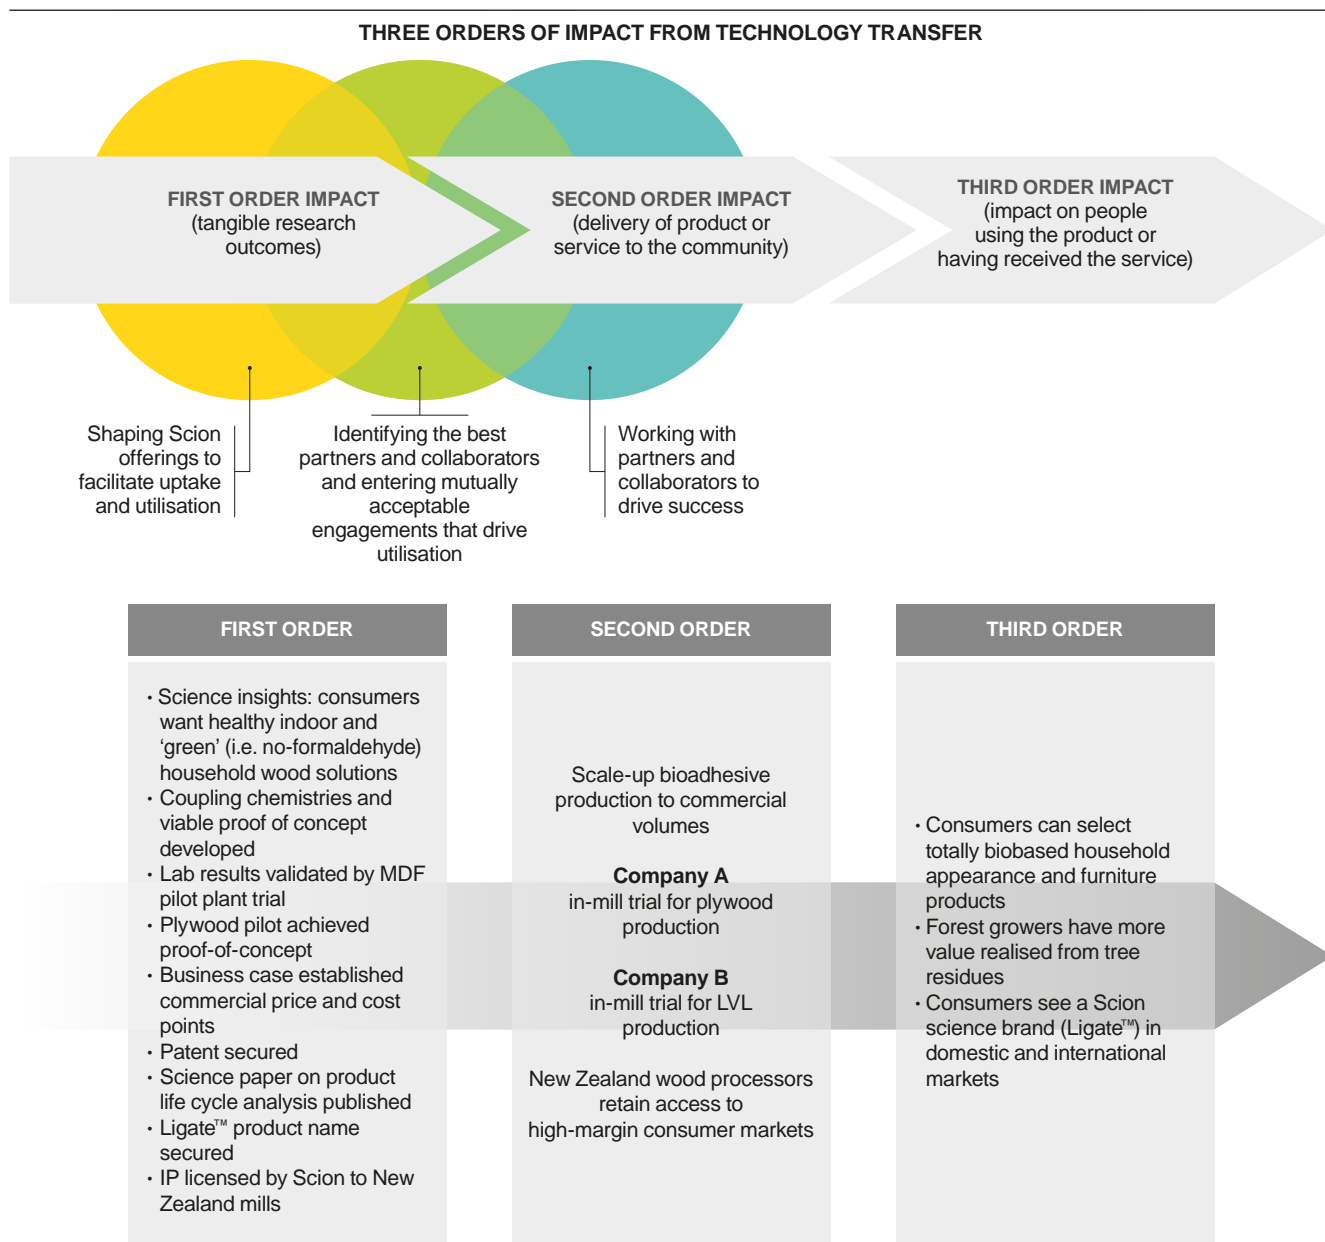 THREE ORDERS OF IMPACT FROM TECHNOLOGY TRANSFER
FIRST ORDER IMPACT
(tangible research
outcomes)
SECOND ORDER IMPACT
(delivery of product or
service to the community)
THIRD ORDER IMPACT
(impact on people
using the product or
having received the service)
Shaping Scion
offerings to
facilitate uptake
and utilisation
Identifying the best
partners and collaborators
and entering mutually
acceptable
engagements that drive
utilisation
Working with
partners and
collaborators to
drive success
FIRST ORDER
· Science insights: consumers
want healthy indoor and
‘green’ (i.e. no-formaldehyde)
household wood solutions
· Coupling chemistries and
viable proof of concept
developed
· Lab results validated by MDF
pilot plant trial
· Plywood pilot achieved
proof-of-concept
· Business case established
commercial price and cost
points
· Patent secured
· Science paper on product
life cycle analysis published
· Ligate™ product name
secured
· IP licensed by Scion to New
Zealand mills
SECOND ORDER
Scale-up bioadhesive
production to commercial
volumes
Company A
in-mill trial for plywood
production
Company B
in-mill trial for LVL
production
New Zealand wood processors
retain access to
high-margin consumer markets
THIRD ORDER
· Consumers can select
totally biobased household
appearance and furniture
products
· Forest growers have more
value realised from tree
residues
· Consumers see a Scion
science brand (Ligate™) in
domestic and international
markets